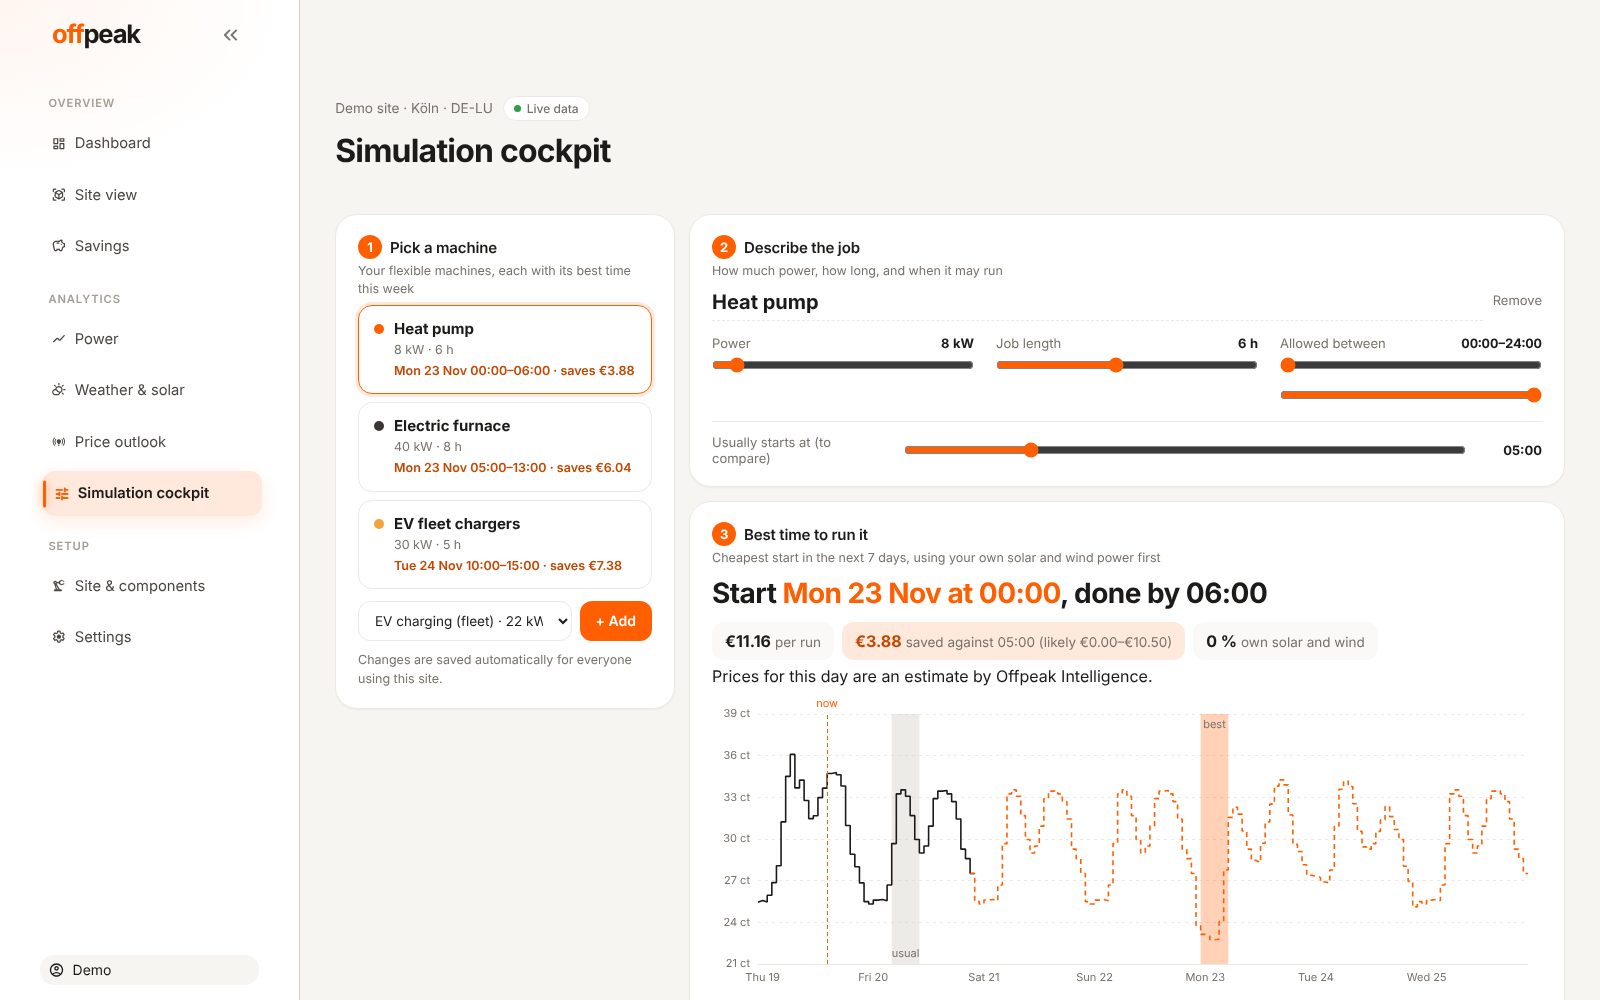 offpeak
OVERVIEW
Dashboard
Site view
Savings
ANALYTICS
Power
Weather & solar
Price outlook
Simulation cockpit
SETUP
Site & components
Settings
Demo
Demo site · Köln · DE-LU
Live data
Simulation cockpit
1 Pick a machine
Your flexible machines, each with its best time
this week
Heat pump
8 kW · 6 h
Mon 23 Nov 00:00–06:00 · saves €3.88
Electric furnace
40 kW · 8 h
Mon 23 Nov 05:00–13:00 · saves €6.04
EV fleet chargers
30 kW · 5 h
Tue 24 Nov 10:00–15:00 · saves €7.38
EV charging (fleet) · 22 kW
+ Add
Changes are saved automatically for everyone
using this site.
2 Describe the job
How much power, how long, and when it may run
Heat pump
Remove
Power 8 kW
Job length 6 h
Allowed between 00:00–24:00
Usually starts at (to
compare)
05:00
3 Best time to run it
Cheapest start in the next 7 days, using your own solar and wind power first
Start Mon 23 Nov at 00:00, done by 06:00
€11.16 per run
€3.88 saved against 05:00 (likely €0.00–€10.50)
0 % own solar and wind
Prices for this day are an estimate by Offpeak Intelligence.
now
39 ct
best
36 ct
33 ct
30 ct
27 ct
24 ct
usual
21 ct
Thu 19
Fri 20
Sat 21
Sun 22
Mon 23
Tue 24
Wed 25